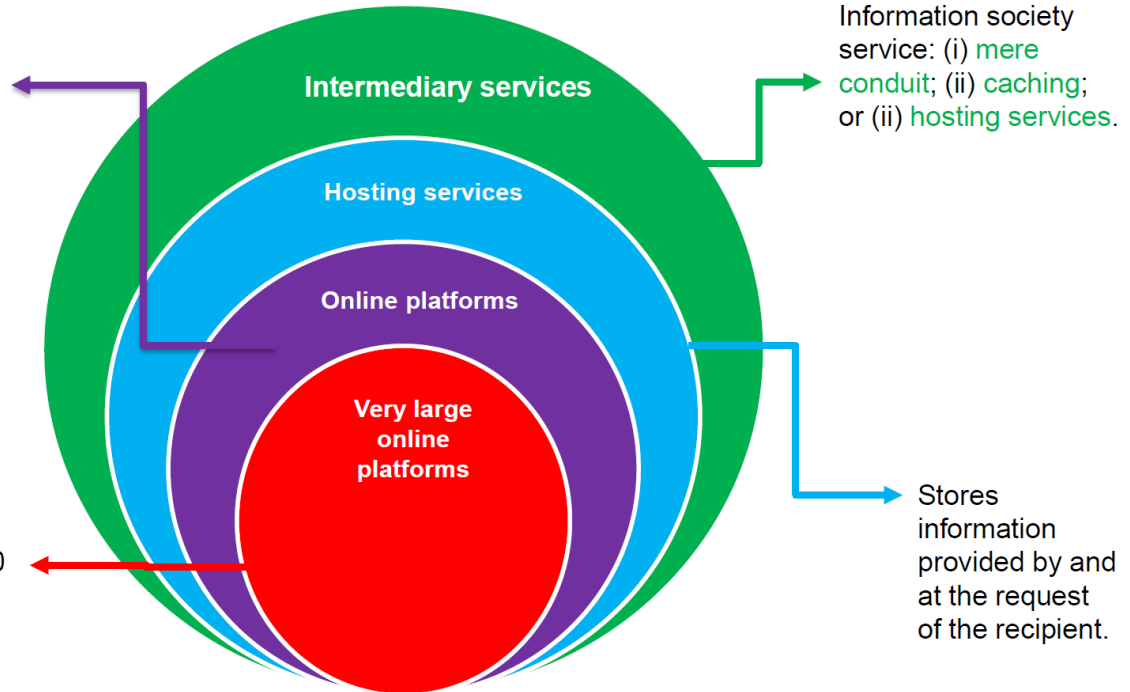 Information society
service: (i) mere
conduit; (ii) caching;
or (ii) hosting services.
Intermediary services
Hosting services
Online platforms
Very large
online
platforms
0
Stores
information
provided by and
at the request
of the recipient.